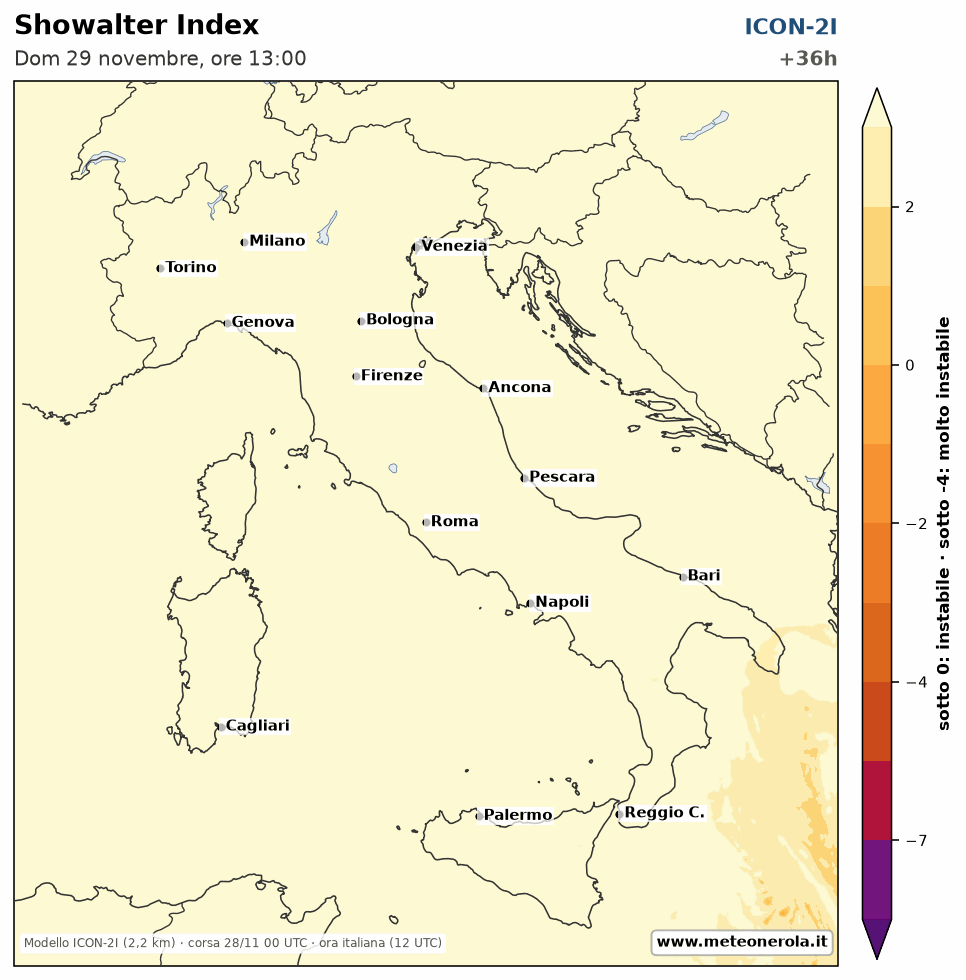 Showalter Index
ICON-2I
Dom 29 novembre, ore 13:00
+36h
Milano
Venezia
Torino
Genova
Bologna
Firenze
Ancona
Pescara
Roma
Bari
Napoli
Cagliari
Palermo
Reggio C.
Modello ICON-2I (2,2 km) · corsa 28/11 00 UTC · ora italiana (12 UTC)
www.meteonerola.it
2
0
−2
−4
−7
sotto 0: instabile · sotto -4: molto instabile